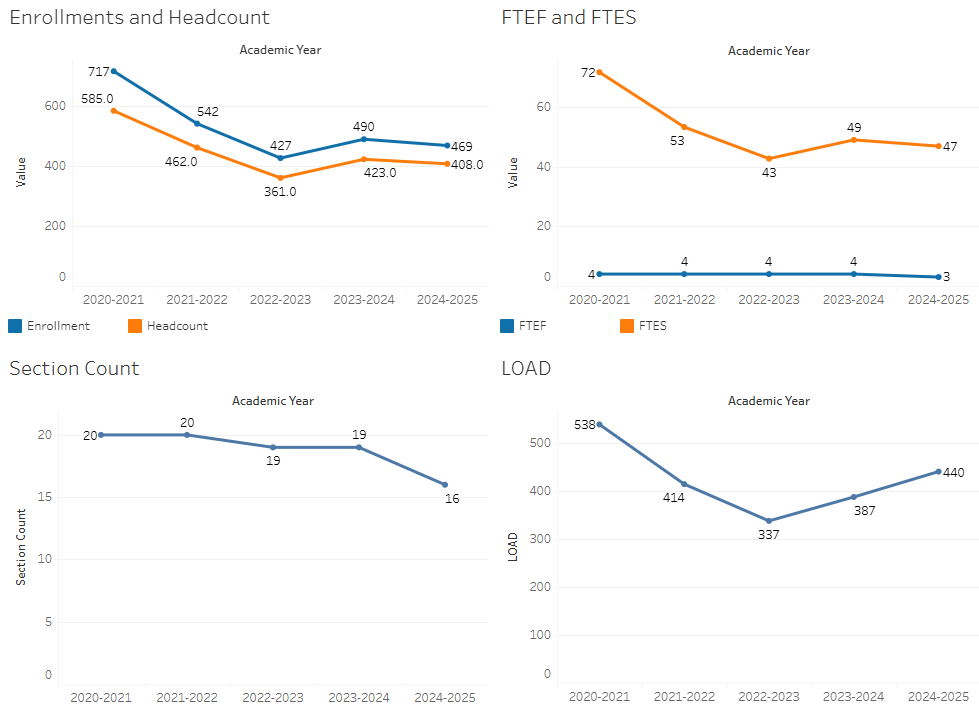 Enrollments and Headcount
Academic Year
Value
600
400
200
0
717
542
427
490
469
585.0
462.0
361.0
423.0
408.0
2020-2021 2021-2022 2022-2023 2023-2024 2024-2025
Enrollment Headcount
FTEF and FTES
Academic Year
Value
60
40
20
0
72
53
43
49
47
4
4
4
4
3
2020-2021 2021-2022 2022-2023 2023-2024 2024-2025
FTEF FTES
Section Count
Academic Year
Section Count
20
15
10
5
0
20
20
19
19
16
2020-2021 2021-2022 2022-2023 2023-2024 2024-2025
LOAD
Academic Year
LOAD
500
400
300
200
100
0
538
414
337
387
440
2020-2021 2021-2022 2022-2023 2023-2024 2024-2025